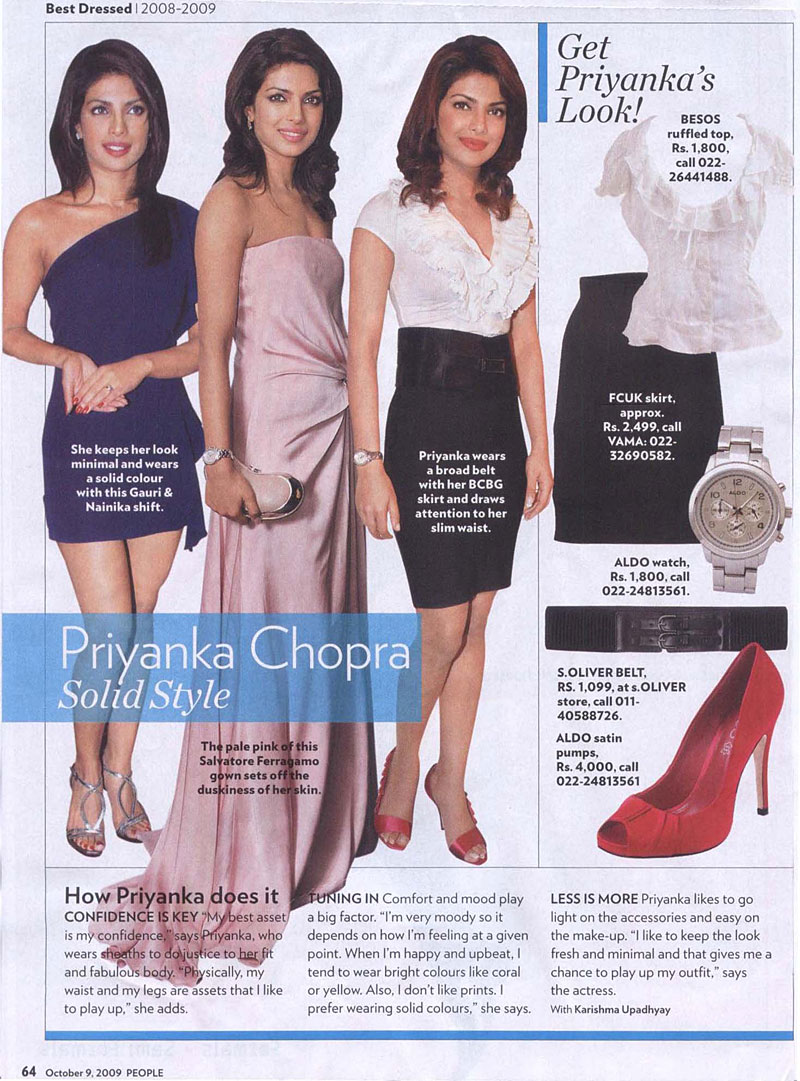 Best Dressed | 2008-2009
Get
Priyanka's
Look!
BESOS
ruffled top,
Rs. 1,800,
call 022-
26441488.
FCUK skirt,
approx.
Rs. 2,499, call
VAMA: 022-
32690582.
She keeps her look
minimal and wears
a solid colour
with this Gauri &
Nainika shift.
Priyanka wears
a broad belt
with her BCBG
skirt and draws
attention to her
slim waist.
ALDO
ALDO watch,
Rs. 1,800, call
022-24813561.
Priyanka Chopra
Solid Style
The pale pink of this
Salvatore Ferragamo
gown sets off the
duskiness of her skin.
S.OLIVER BELT,
RS. 1,099, at s.OLIVER
store, call 011-
40588726.
ALDO satin
pumps,
Rs. 4,000, call
022-24813561
How Priyanka does it
CONFIDENCE IS KEY "My best asset
is my confidence," says Priyanka, who
wears sheaths to do justice to her fit
and fabulous body. "Physically, my
waist and my legs are assets that I like
to play up," she adds.
TUNING IN Comfort and mood play
a big factor. "I'm very moody so it
depends on how I'm feeling at a given
point. When I'm happy and upbeat, I
tend to wear bright colours like coral
or yellow. Also, I don't like prints. I
prefer wearing solid colours," she says.
LESS IS MORE Priyanka likes to go
light on the accessories and easy on
the make-up. "I like to keep the look
fresh and minimal and that gives me a
chance to play up my outfit," says
the actress.
With Karishma Upadhyay
64 October 9, 2009 PEOPLE